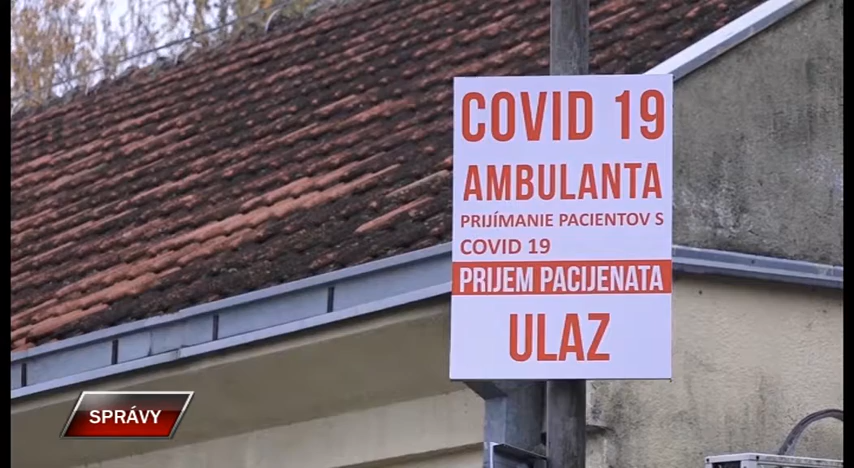 COVID 19
AMBULANTA
PRIJÍMANIE PACIENTOV S
COVID 19
PRIJEM PACIJENATA
ULAZ
SPRÁVY